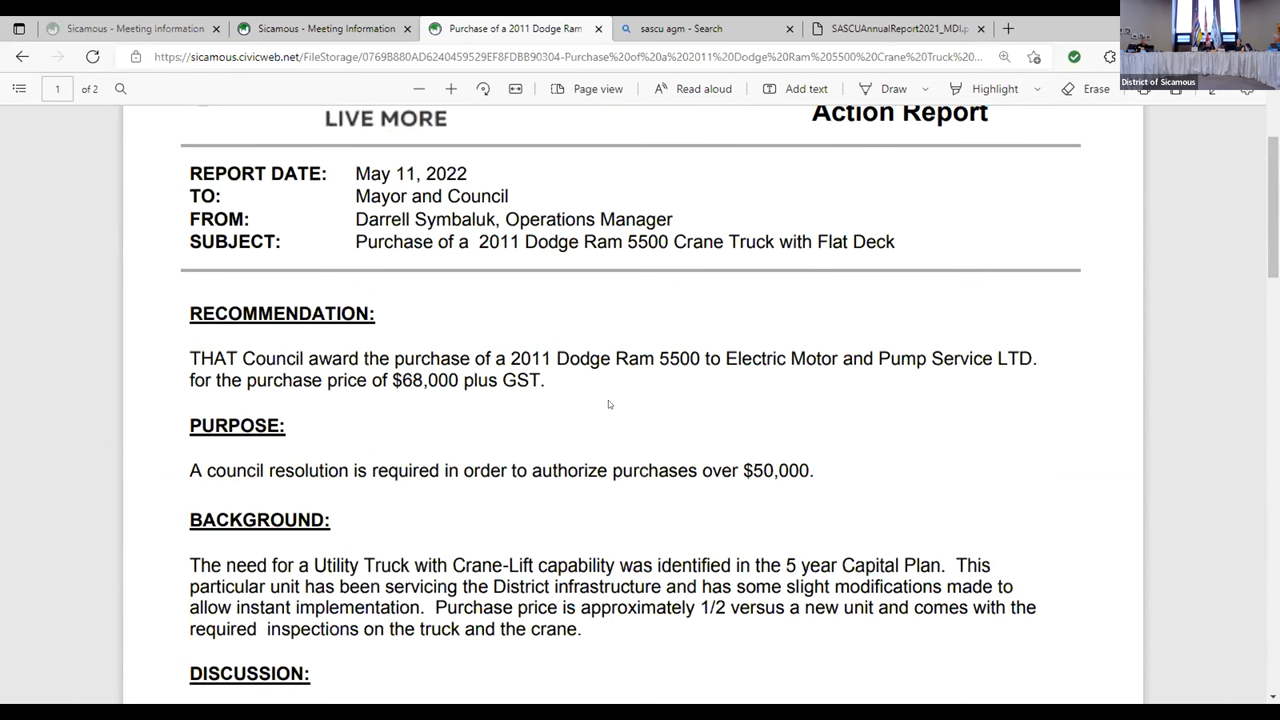 Sicamous - Meeting Information
Sicamous - Meeting Information
Purchase of a 2011 Dodge Ram
sascu agm - Search
SASCUAnnualReport2021_MDI.p
https://sicamous.civicweb.net/FileStorage/0769B880AD6240459529EF8FDBB90304-Purchase%20of%20a%202011%20Dodge%20Ram%205500%20Crane%20Truck%20with%20...
1 of 2
Page view
Read aloud
Add text
Draw
Highlight
Erase
District of Sicamous
LIVE MORE
Action Report
REPORT DATE: May 11, 2022
TO: Mayor and Council
FROM: Darrell Symbaluk, Operations Manager
SUBJECT: Purchase of a 2011 Dodge Ram 5500 Crane Truck with Flat Deck
RECOMMENDATION:
THAT Council award the purchase of a 2011 Dodge Ram 5500 to Electric Motor and Pump Service LTD.
for the purchase price of $68,000 plus GST.
PURPOSE:
A council resolution is required in order to authorize purchases over $50,000.
BACKGROUND:
The need for a Utility Truck with Crane-Lift capability was identified in the 5 year Capital Plan. This
particular unit has been servicing the District infrastructure and has some slight modifications made to
allow instant implementation. Purchase price is approximately 1/2 versus a new unit and comes with the
required inspections on the truck and the crane.
DISCUSSION: